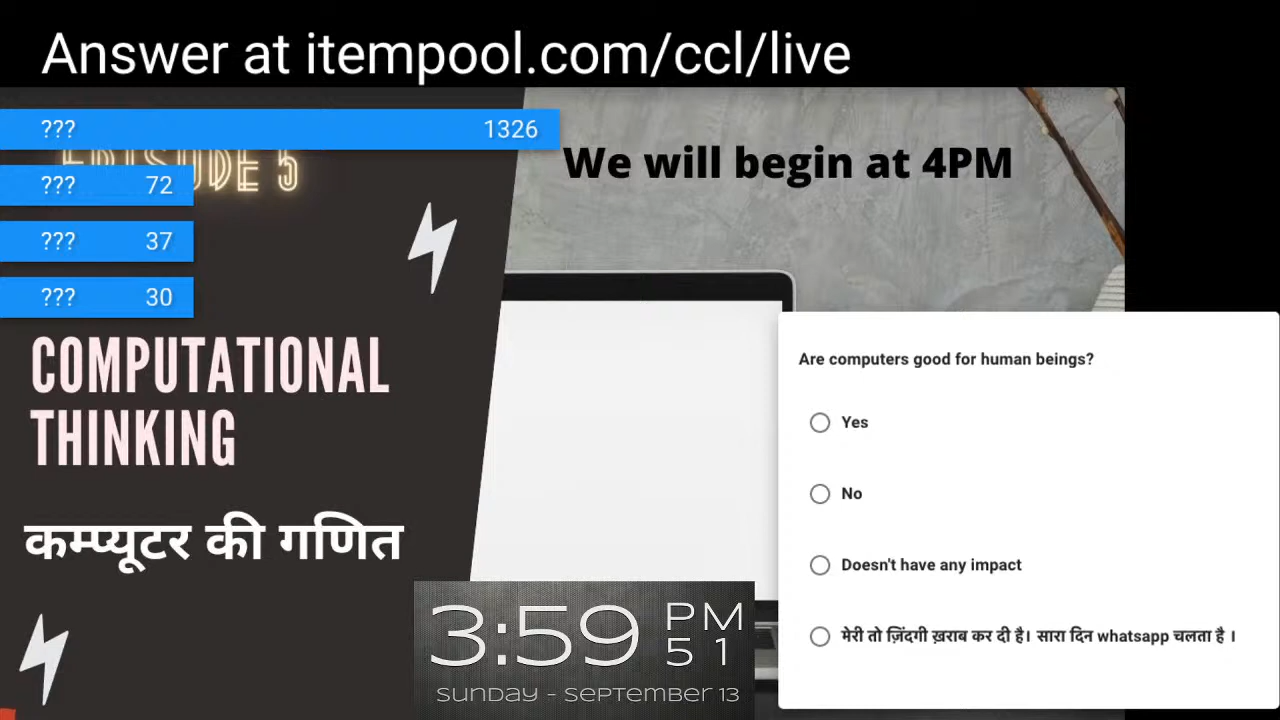 Answer at itempool.com/ccl/live
??? 1326
EPISODE 5
??? 72
??? 37
??? 30
We will begin at 4PM
COMPUTATIONAL
THINKING
कम्प्यूटर की गणित
3:59 PM
51
SUNDAY - SEPTEMBER 13
Are computers good for human beings?
Yes
No
Doesn't have any impact
मेरी तो ज़िंदगी ख़राब कर दी है। सारा दिन whatsapp चलता है ।